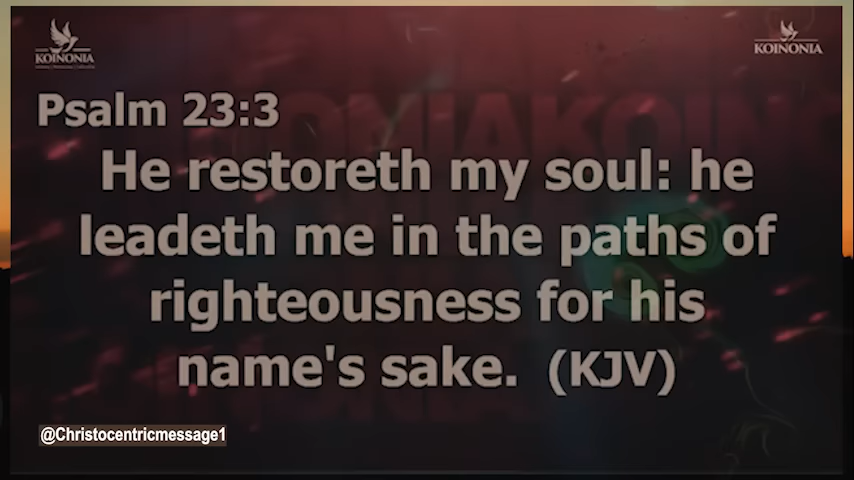 KOINONIA
KOINONIA
Psalm 23:3
He restoreth my soul: he
leadeth me in the paths of
righteousness for his
name's sake. (KJV)
@Christocentricmessage1